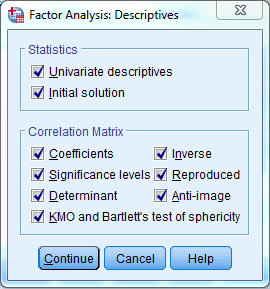 Factor Analysis: Descriptives
Statistics
Univariate descriptives
Initial solution
Correlation Matrix
Coefficients Inverse
Significance levels Reproduced
Determinant Anti-image
KMO and Bartlett's test of sphericity
Continue Cancel Help